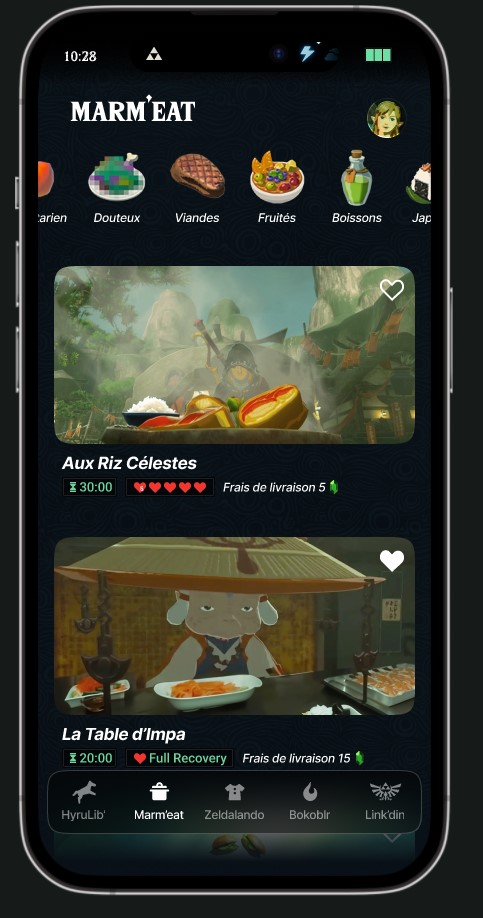 10:28
MARM'EAT
tarien Douteux Viandes Fruités Boissons Jap
Aux Riz Célestes
30:00 Frais de livraison 5
La Table d'Impa
20:00 Full Recovery Frais de livraison 15
HyruLib' Marm'eat Zeldalando Bokoblr Link'din